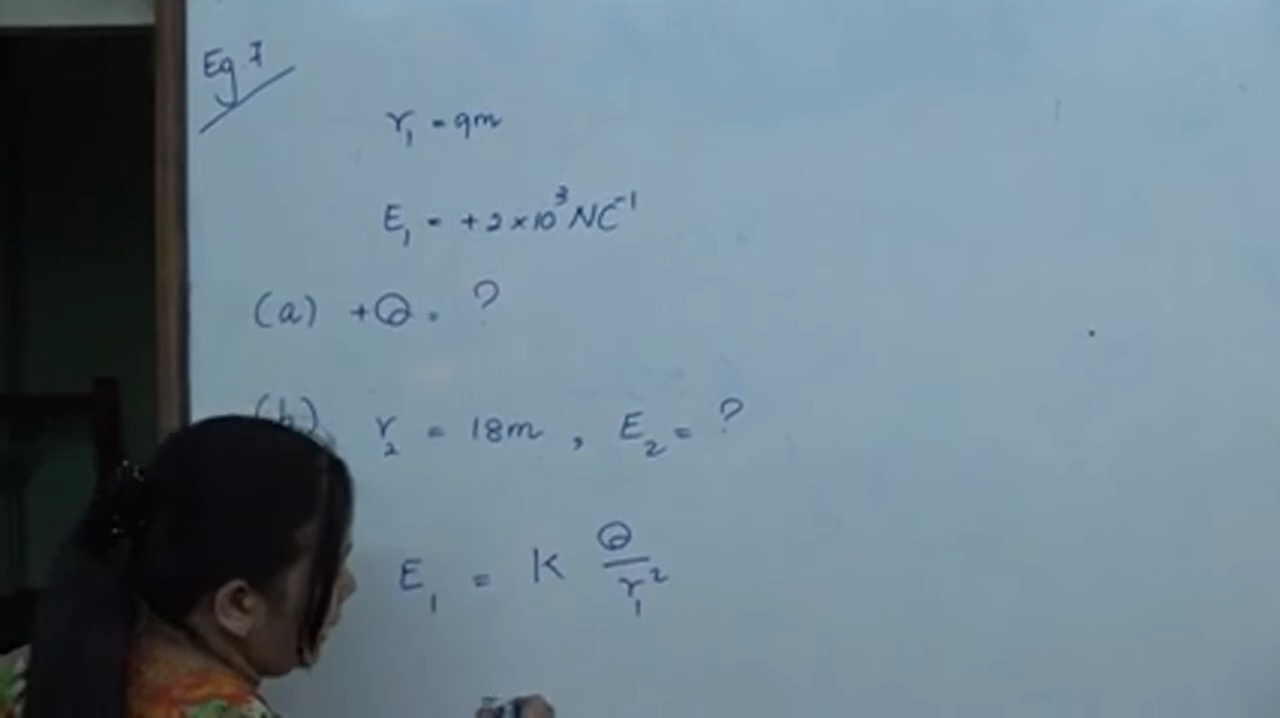 Eg 7
r₁ = 9m
E₁ = +2×10³ NC⁻¹
(a) +Q = ?
(b) r₂ = 18m , E₂ = ?
E₁ = K Q/r₁²